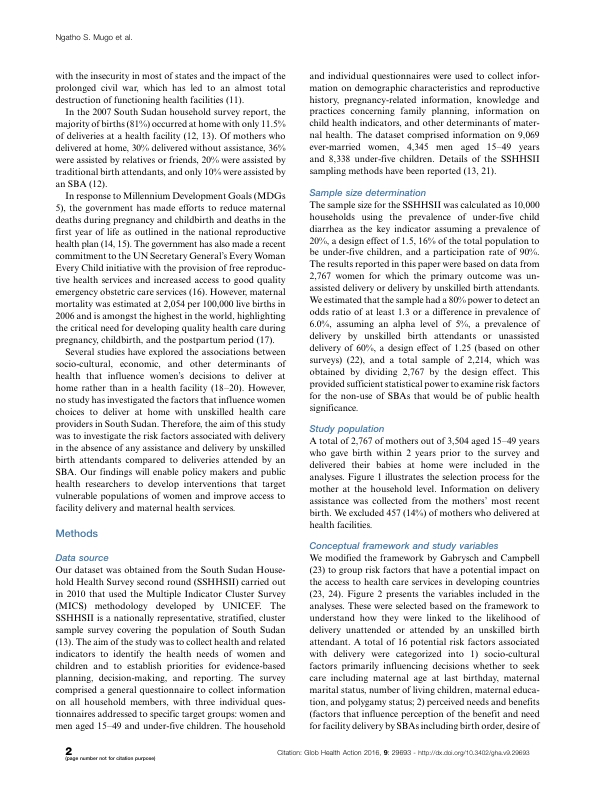 Ngatho S. Mugo et al.
with the insecurity in most of states and the impact of the
prolonged civil war, which has led to an almost total
destruction of functioning health facilities (11).
In the 2007 South Sudan household survey report, the
majority of births (81%) occurred at home with only 11.5%
of deliveries at a health facility (12, 13). Of mothers who
delivered at home, 30% delivered without assistance, 36%
were assisted by relatives or friends, 20% were assisted by
traditional birth attendants, and only 10% were assisted by
an SBA (12).
In response to Millennium Development Goals (MDGs
5), the government has made efforts to reduce maternal
deaths during pregnancy and childbirth and deaths in the
first year of life as outlined in the national reproductive
health plan (14, 15). The government has also made a recent
commitment to the UN Secretary General's Every Woman
Every Child initiative with the provision of free reproduc-
tive health services and increased access to good quality
emergency obstetric care services (16). However, maternal
mortality was estimated at 2,054 per 100,000 live births in
2006 and is amongst the highest in the world, highlighting
the critical need for developing quality health care during
pregnancy, childbirth, and the postpartum period (17).
Several studies have explored the associations between
socio-cultural, economic, and other determinants of
health that influence women's decisions to deliver at
home rather than in a health facility (18–20). However,
no study has investigated the factors that influence women
choices to deliver at home with unskilled health care
providers in South Sudan. Therefore, the aim of this study
was to investigate the risk factors associated with delivery
in the absence of any assistance and delivery by unskilled
birth attendants compared to deliveries attended by an
SBA. Our findings will enable policy makers and public
health researchers to develop interventions that target
vulnerable populations of women and improve access to
facility delivery and maternal health services.
Methods
Data source
Our dataset was obtained from the South Sudan House-
hold Health Survey second round (SSHHSII) carried out
in 2010 that used the Multiple Indicator Cluster Survey
(MICS) methodology developed by UNICEF. The
SSHHSII is a nationally representative, stratified, cluster
sample survey covering the population of South Sudan
(13). The aim of the study was to collect health and related
indicators to identify the health needs of women and
children and to establish priorities for evidence-based
planning, decision-making, and reporting. The survey
comprised a general questionnaire to collect information
on all household members, with three individual ques-
tionnaires addressed to specific target groups: women and
men aged 15–49 and under-five children. The household
and individual questionnaires were used to collect infor-
mation on demographic characteristics and reproductive
history, pregnancy-related information, knowledge and
practices concerning family planning, information on
child health indicators, and other determinants of mater-
nal health. The dataset comprised information on 9,069
ever-married women, 4,345 men aged 15–49 years
and 8,338 under-five children. Details of the SSHHSII
sampling methods have been reported (13, 21).
Sample size determination
The sample size for the SSHHSII was calculated as 10,000
households using the prevalence of under-five child
diarrhea as the key indicator assuming a prevalence of
20%, a design effect of 1.5, 16% of the total population to
be under-five children, and a participation rate of 90%.
The results reported in this paper were based on data from
2,767 women for which the primary outcome was un-
assisted delivery or delivery by unskilled birth attendants.
We estimated that the sample had a 80% power to detect an
odds ratio of at least 1.3 or a difference in prevalence of
6.0%, assuming an alpha level of 5%, a prevalence of
delivery by unskilled birth attendants or unassisted
delivery of 60%, a design effect of 1.25 (based on other
surveys) (22), and a total sample of 2,214, which was
obtained by dividing 2,767 by the design effect. This
provided sufficient statistical power to examine risk factors
for the non-use of SBAs that would be of public health
significance.
Study population
A total of 2,767 of mothers out of 3,504 aged 15–49 years
who gave birth within 2 years prior to the survey and
delivered their babies at home were included in the
analyses. Figure 1 illustrates the selection process for the
mother at the household level. Information on delivery
assistance was collected from the mothers' most recent
birth. We excluded 457 (14%) of mothers who delivered at
health facilities.
Conceptual framework and study variables
We modified the framework by Gabrysch and Campbell
(23) to group risk factors that have a potential impact on
the access to health care services in developing countries
(23, 24). Figure 2 presents the variables included in the
analyses. These were selected based on the framework to
understand how they were linked to the likelihood of
delivery unattended or attended by an unskilled birth
attendant. A total of 16 potential risk factors associated
with delivery were categorized into 1) socio-cultural
factors primarily influencing decisions whether to seek
care including maternal age at last birthday, maternal
marital status, number of living children, maternal educa-
tion, and polygamy status; 2) perceived needs and benefits
(factors that influence perception of the benefit and need
for facility delivery by SBAs including birth order, desire of
2
(page number not for citation purpose)
Citation: Glob Health Action 2016, 9: 29693 - http://dx.doi.org/10.3402/gha.v9.29693